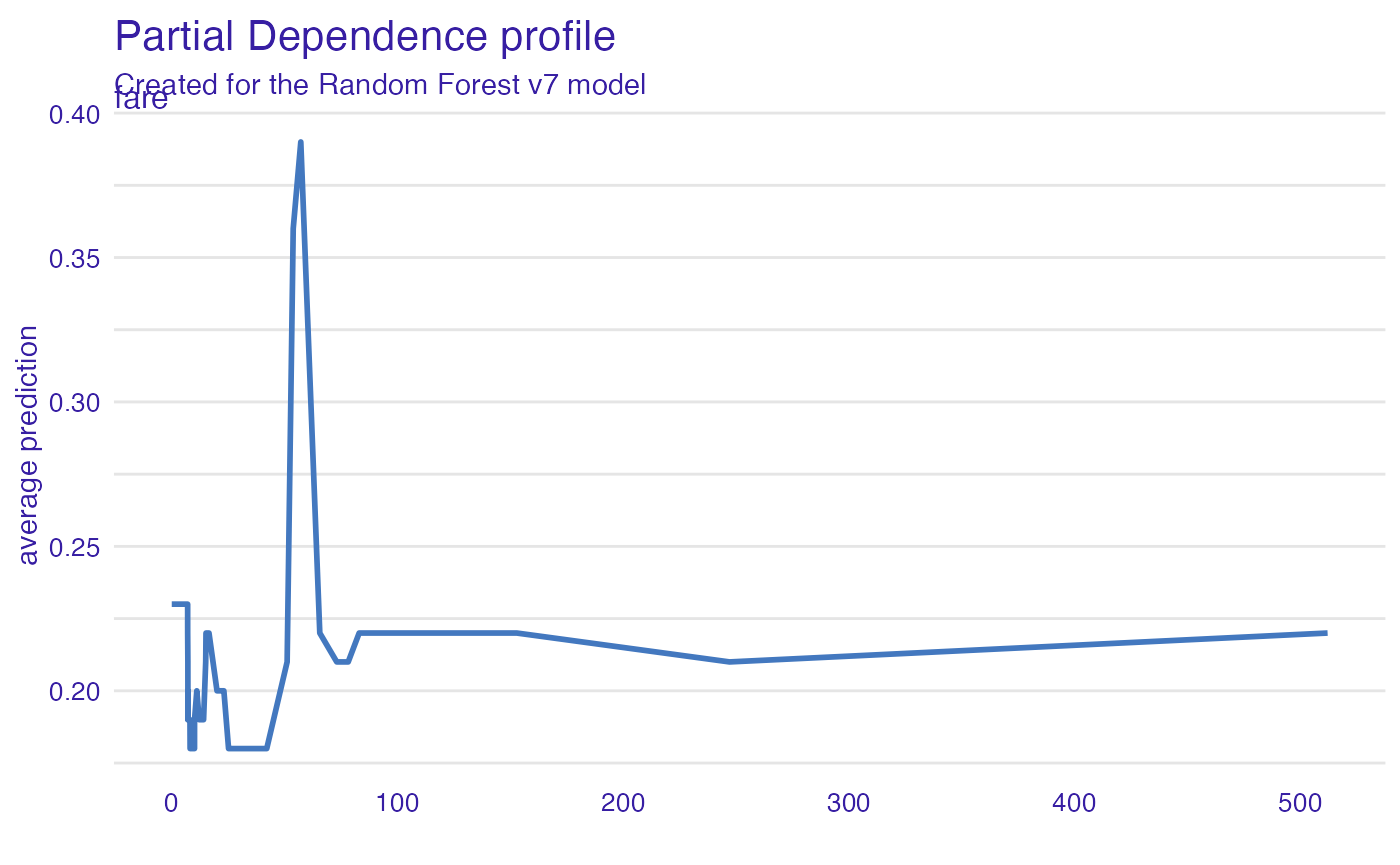 Partial Dependence profile
Created for the Random Forest v7 model
fare
0.40
0.35
0.30
0.25
0.20
average prediction
0 100 200 300 400 500